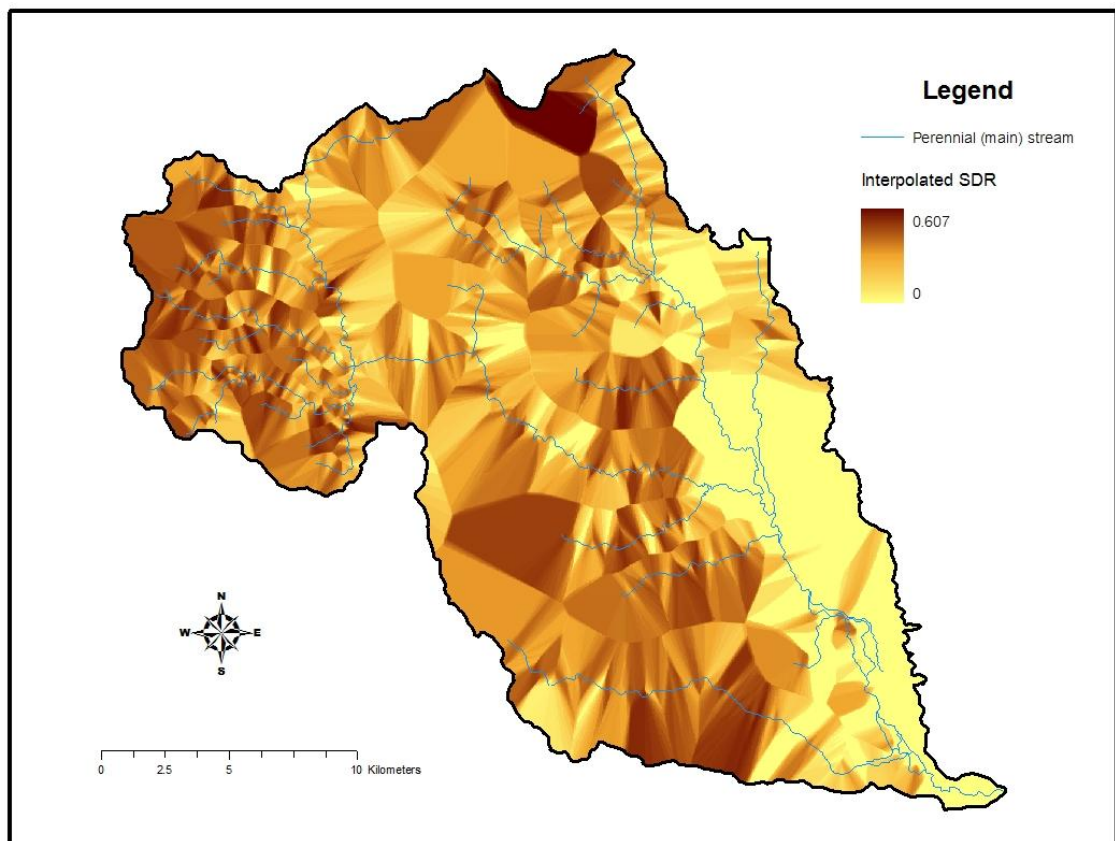 Legend
Perennial (main) stream
Interpolated SDR
0.607
0
N
W E
S
0 2.5 5 10 Kilometers